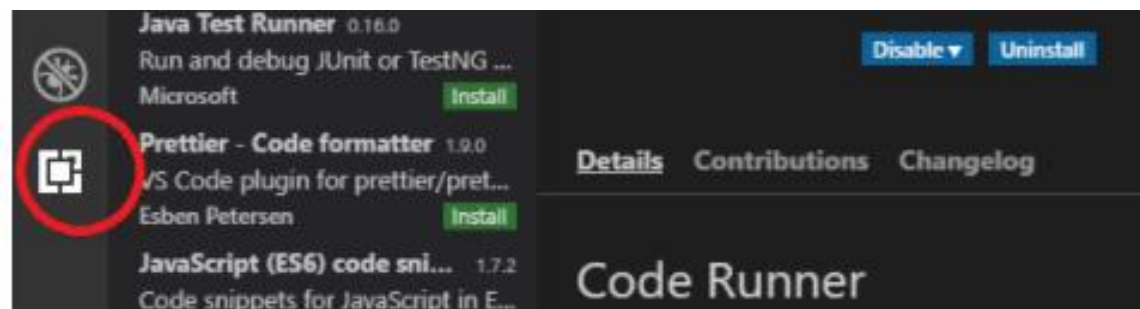 Java Test Runner 0.16.0
Run and debug JUnit or TestNG ...
Microsoft Install
Prettier - Code formatter 1.9.0
VS Code plugin for prettier/pret...
Esben Petersen Install
JavaScript (ES6) code sni... 1.7.2
Code snippets for JavaScript in E...
Disable Uninstall
Details Contributions Changelog
Code Runner